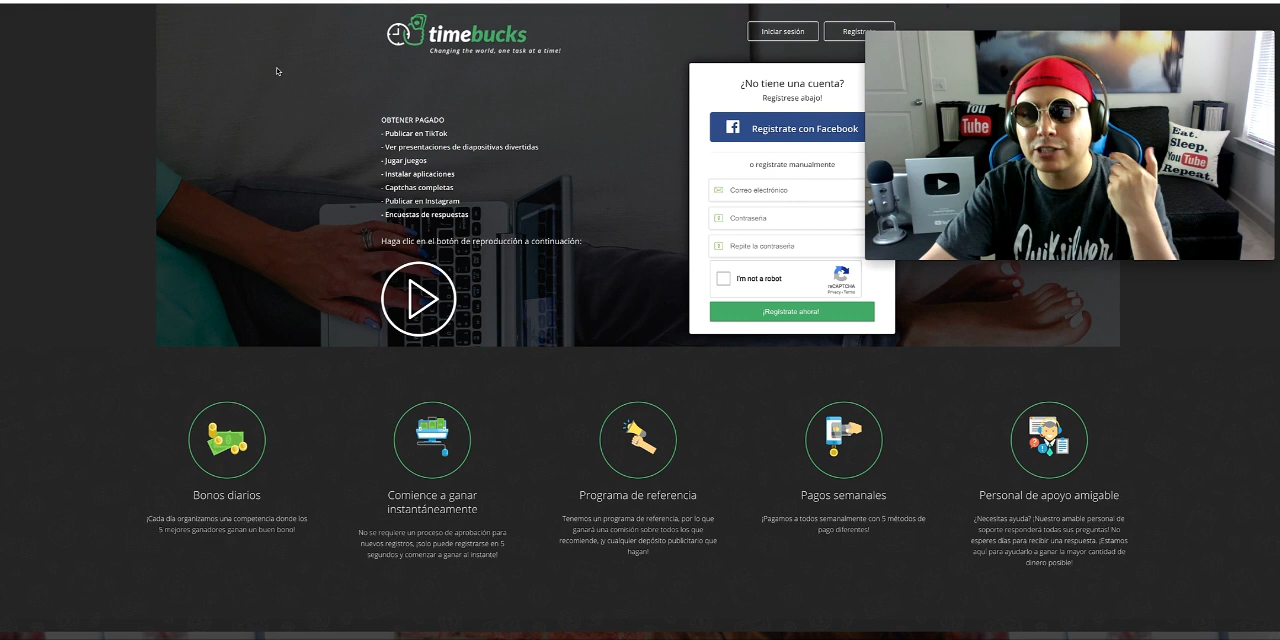 timebucks
Changing the world, one task at a time!
Iniciar sesión
OBTENER PAGADO
- Publicar en TikTok
- Ver presentaciones de diapositivas divertidas
- Jugar juegos
- Instalar aplicaciones
- Captchas completas
- Publicar en Instagram
- Encuestas de respuestas
Haga clic en el botón de reproducción a continuación:
¿No tiene una cuenta?
Regístrese abajo!
Registrate con Facebook
o registrate manualmente
Correo electrónico
Contraseña
Repite la contraseña
I'm not a robot
reCAPTCHA
Privacy - Terms
¡Regístrate ahora!
You
Tube
Eat.
Sleep.
YouTube
Repeat.
Quiksilver
Bonos diarios
¡Cada día organizamos una competencia donde los
5 mejores ganadores ganan un buen bono!
Comience a ganar
instantáneamente
No se requiere un proceso de aprobación para
nuevos registros, ¡solo puede registrarse en 5
segundos y comenzar a ganar al instante!
Programa de referencia
Tenemos un programa de referencia, por lo que
ganará una comisión sobre todos los que
recomiende, ¡y cualquier depósito publicitario que
hagan!
Pagos semanales
¡Pagamos a todos semanalmente con 5 métodos de
pago diferentes!
Personal de apoyo amigable
¿Necesitas ayuda? ¡Nuestro amable personal de
soporte responderá todas sus preguntas! No
esperes días para recibir una respuesta. ¡Estamos
aquí para ayudarlo a ganar la mayor cantidad de
dinero posible!